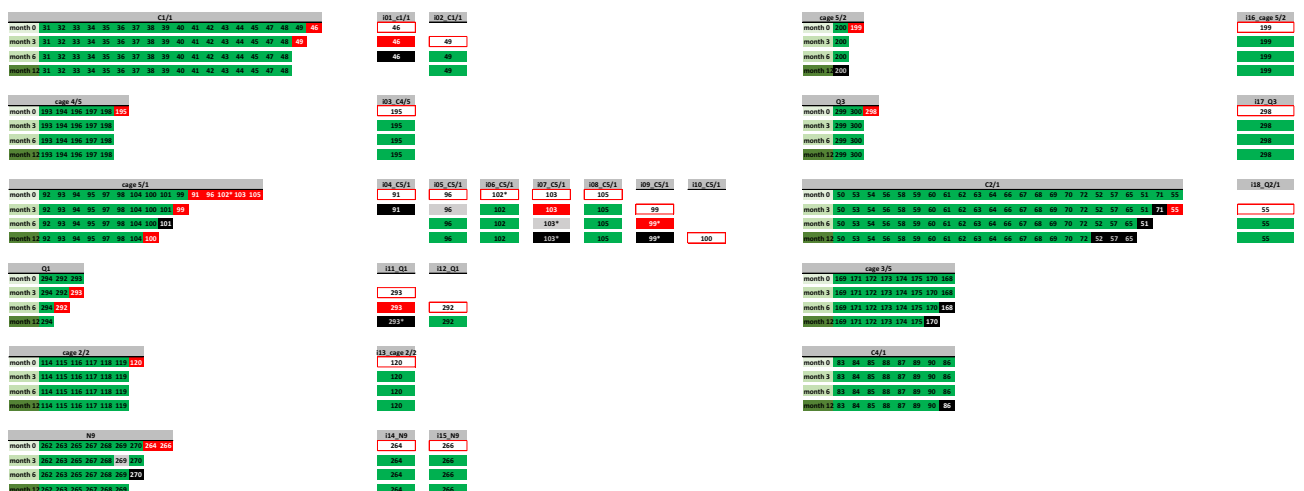 C1/1 i01_c1/1 i02_C1/1 cage 5/2 i16_cage 5/2
month 0 31 32 33 34 35 36 37 38 39 40 41 42 43 44 45 47 48 49 46 46 month 0 200 199 199
month 3 31 32 33 34 35 36 37 38 39 40 41 42 43 44 45 47 48 49 46 49 month 3 200 199
month 6 31 32 33 34 35 36 37 38 39 40 41 42 43 44 45 47 48 46 49 month 6 200 199
month 12 31 32 33 34 35 36 37 38 39 40 41 42 43 44 45 47 48 49 month 12 200 199
cage 4/5 i03_C4/5 Q3 i17_Q3
month 0 193 194 196 197 198 195 195 month 0 299 300 298 298
month 3 193 194 196 197 198 195 month 3 299 300 298
month 6 193 194 196 197 198 195 month 6 299 300 298
month 12 193 194 196 197 198 195 month 12 299 300 298
cage 5/1 i04_C5/1 i05_C5/1 i06_C5/1 i07_C5/1 i08_C5/1 i09_C5/1 i10_C5/1 C2/1 i18_Q2/1
month 0 92 93 94 95 97 98 104 100 101 99 91 96 102* 103 105 91 96 102* 103 105 month 0 50 53 54 56 58 59 60 61 62 63 64 66 67 68 69 70 72 52 57 65 51 71 55
month 3 92 93 94 95 97 98 104 100 101 99 91 96 102 103 105 99 month 3 50 53 54 56 58 59 60 61 62 63 64 66 67 68 69 70 72 52 57 65 51 71 55 55
month 6 92 93 94 95 97 98 104 100 101 96 102 103* 105 99* month 6 50 53 54 56 58 59 60 61 62 63 64 66 67 68 69 70 72 52 57 65 51 55
month 12 92 93 94 95 97 98 104 100 96 102 103* 105 99* 100 month 12 50 53 54 56 58 59 60 61 62 63 64 66 67 68 69 70 72 52 57 65 55
Q1 i11_Q1 i12_Q1 cage 3/5
month 0 294 292 293 month 0 169 171 172 173 174 175 170 168
month 3 294 292 293 293 month 3 169 171 172 173 174 175 170 168
month 6 294 292 293 292 month 6 169 171 172 173 174 175 170 168
month 12 294 293* 292 month 12 169 171 172 173 174 175 170
cage 2/2 i13_cage 2/2 C4/1
month 0 114 115 116 117 118 119 120 120 month 0 83 84 85 88 87 89 90 86
month 3 114 115 116 117 118 119 120 month 3 83 84 85 88 87 89 90 86
month 6 114 115 116 117 118 119 120 month 6 83 84 85 88 87 89 90 86
month 12 114 115 116 117 118 119 120 month 12 83 84 85 88 87 89 90 86
N9 i14_N9 i15_N9
month 0 262 263 265 267 268 269 270 264 266 264 266
month 3 262 263 265 267 268 269 270 264 266
month 6 262 263 265 267 268 269 270 264 266
month 12 262 263 265 267 268 269 264 266